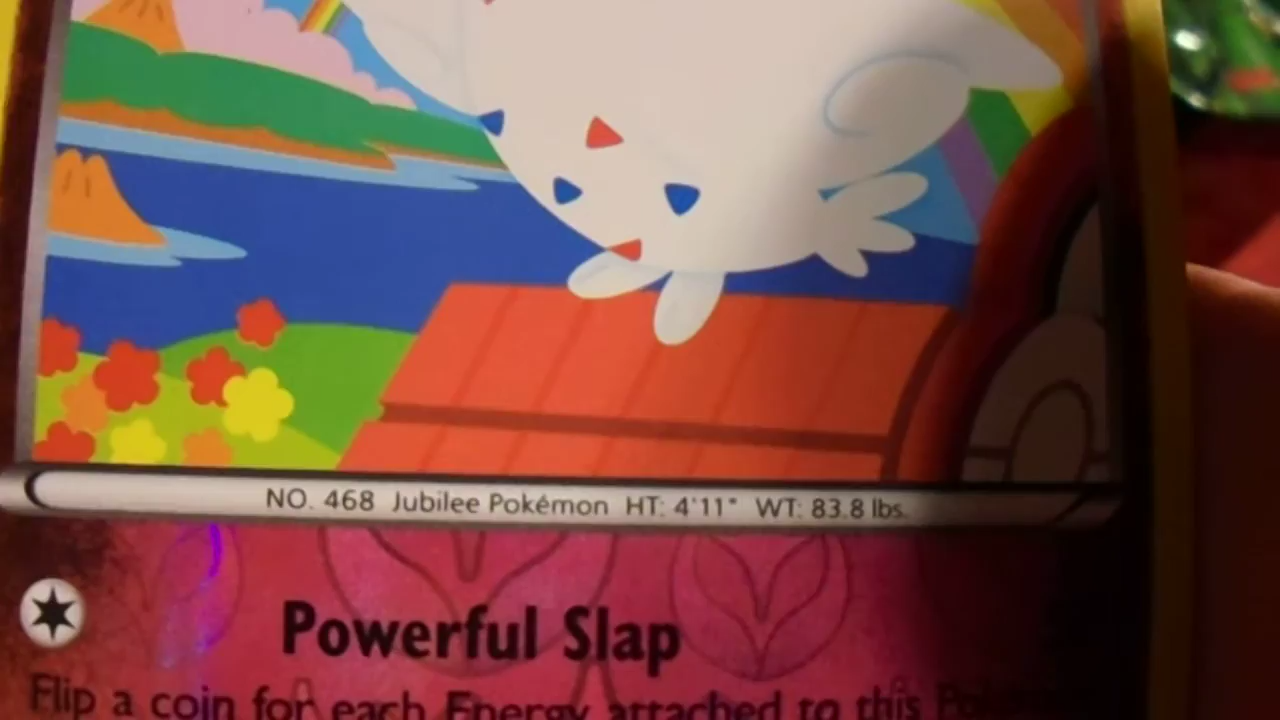 NO. 468 Jubilee Pokémon HT: 4'11" WT: 83.8 lbs.
Powerful Slap
Flip a coin for each Energy attached to this